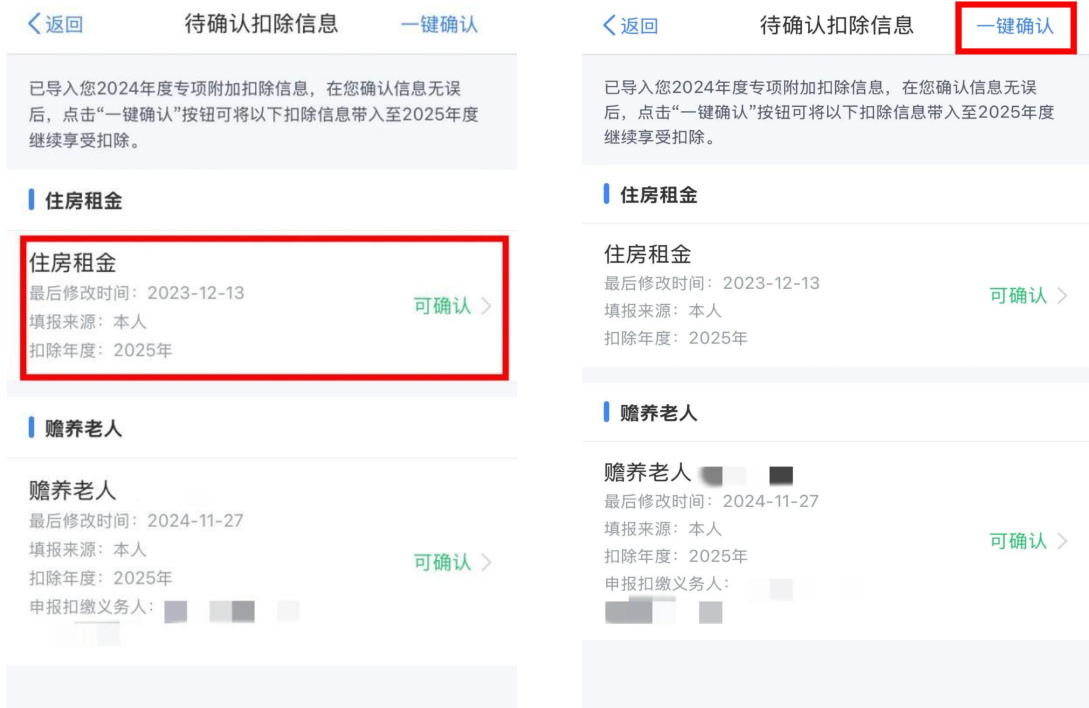 返回
待确认扣除信息
一键确认
已导入您2024年度专项附加扣除信息，在您确认信息无误
后，点击“一键确认”按钮可将以下扣除信息带入至2025年度
继续享受扣除。
住房租金
住房租金
最后修改时间：2023-12-13
填报来源：本人
扣除年度：2025年
可确认
赡养老人
赡养老人
最后修改时间：2024-11-27
填报来源：本人
扣除年度：2025年
申报扣缴义务人：
可确认
返回
待确认扣除信息
一键确认
已导入您2024年度专项附加扣除信息，在您确认信息无误
后，点击“一键确认”按钮可将以下扣除信息带入至2025年度
继续享受扣除。
住房租金
住房租金
最后修改时间：2023-12-13
填报来源：本人
扣除年度：2025年
可确认
赡养老人
赡养老人
最后修改时间：2024-11-27
填报来源：本人
扣除年度：2025年
申报扣缴义务人：
可确认